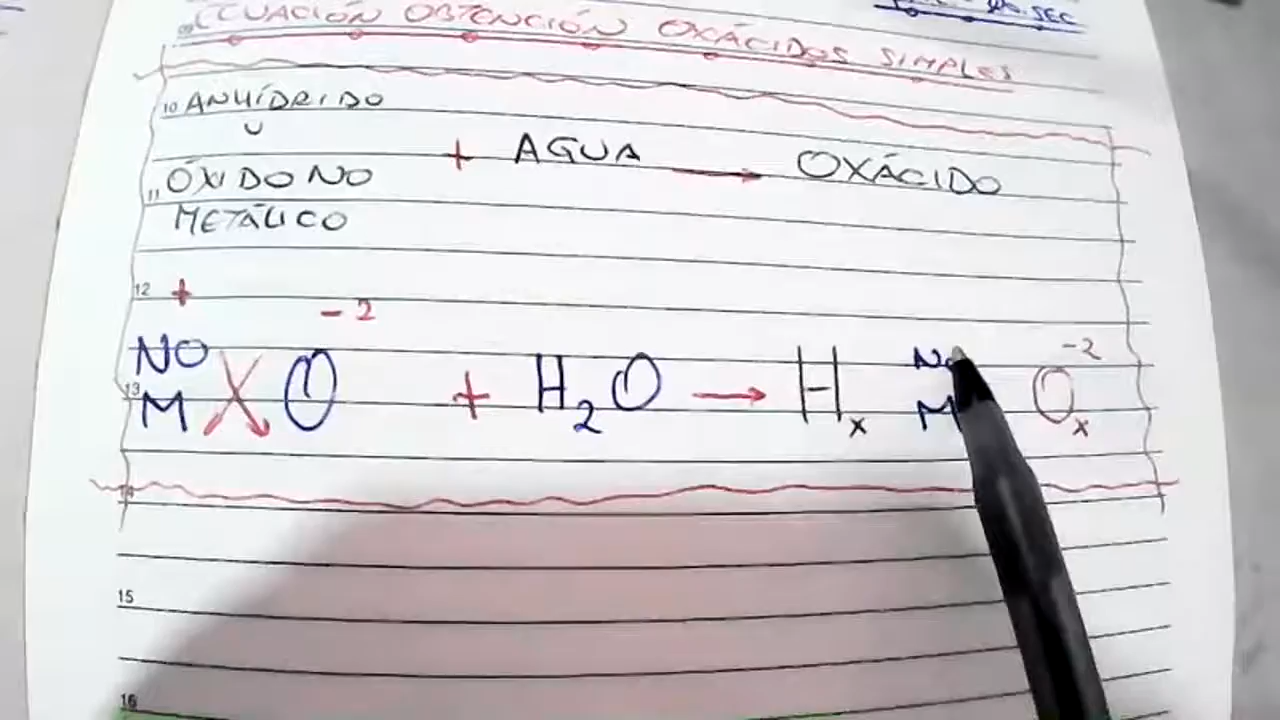 SEC
ECUACIÓN OBTENCIÓN OXÁCIDOS SIMPLES
10 ANHÍDRIDO
U + AGUA → OXÁCIDO
11 ÓXIDO NO
METÁLICO
12 + -2 -2
NO O + H2O → Hx No Ox
13 M M
15
16